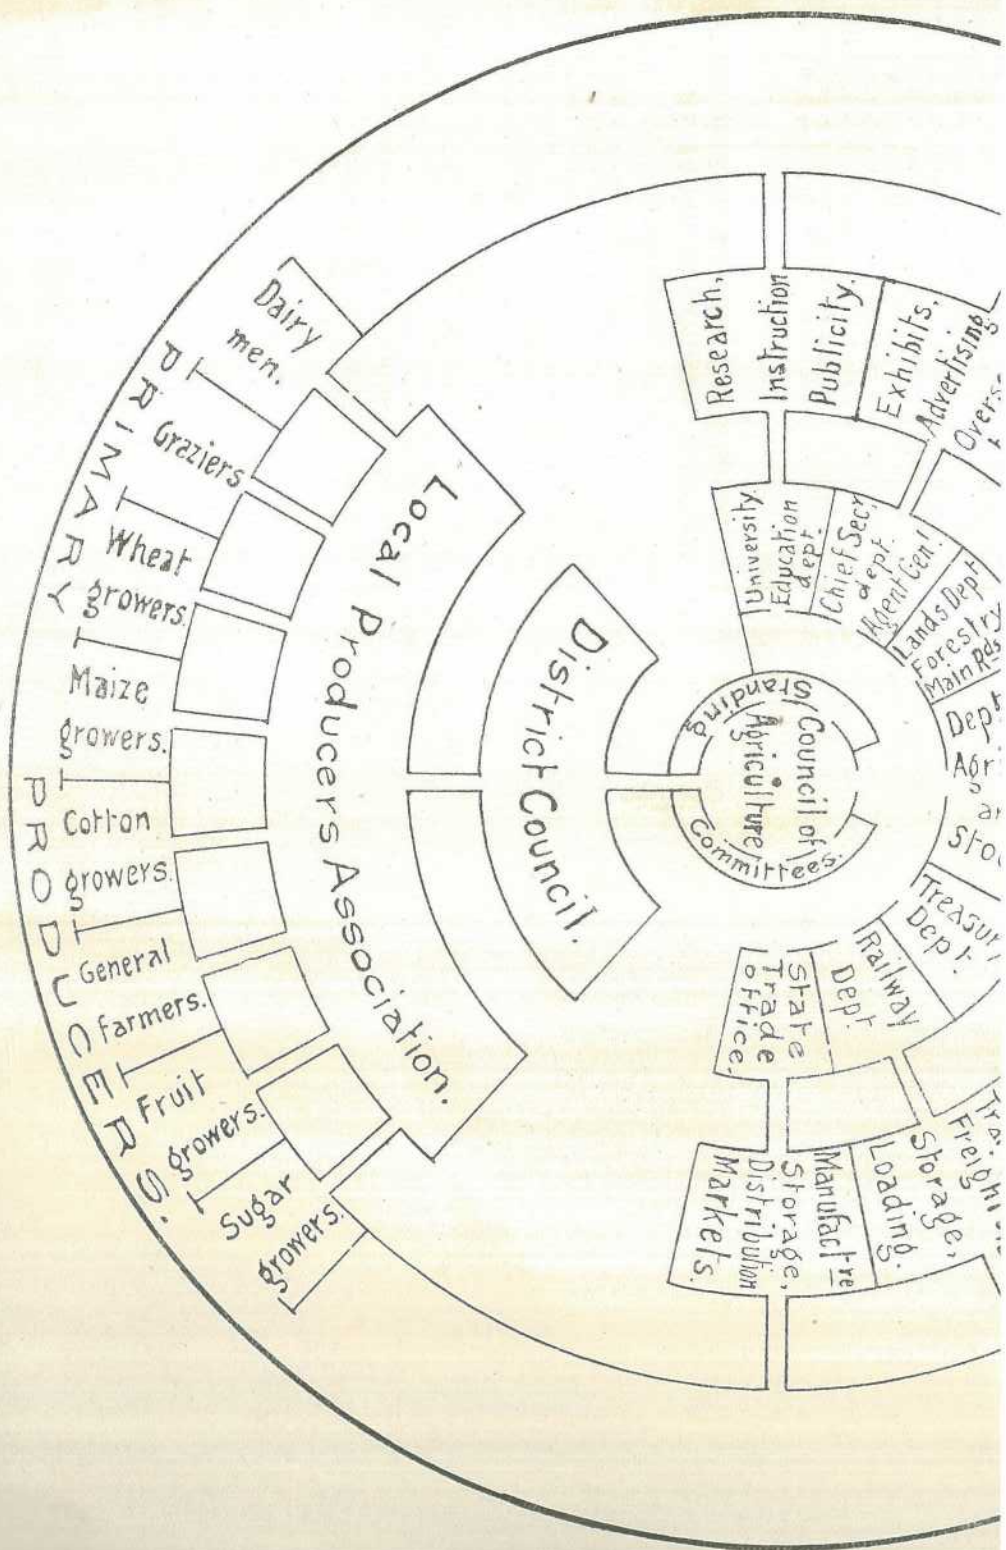 PRIMARY PRODUCERS.
Dairy
men.
Graziers
Wheat
growers.
Maize
growers.
Cotton
growers.
General
Farmers.
Fruit
growers.
Sugar
growers.
Local Producers Association.
District Council.
Standing
Committees.
Council of
Agriculture
Research,
Instruction
Publicity.
Exhibits,
Advertising
University
Education
dept
Chief Secr
dept.
Agent Gen!
Lands Dept
Forestry
Main Rds
Dept
Treasury
Dept.
Railway
Dept
State
Trade
office,
Freight
Storage,
Loading.
Manufactre
Storage,
Distribution
Markets.